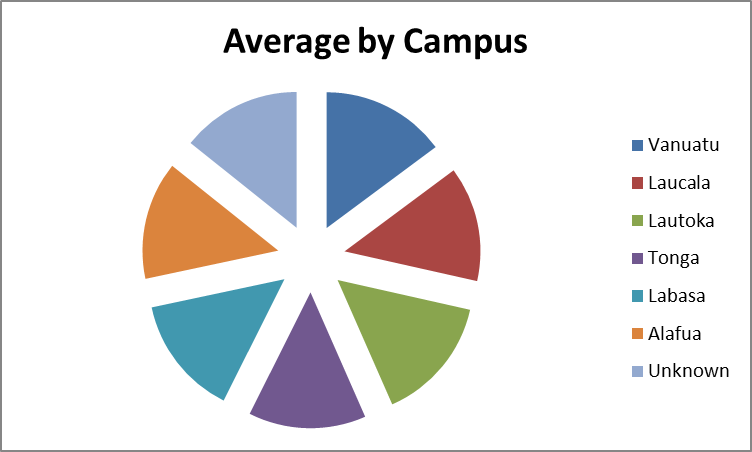 Average by Campus
Vanuatu
Laucala
Lautoka
Tonga
Labasa
Alafua
Unknown